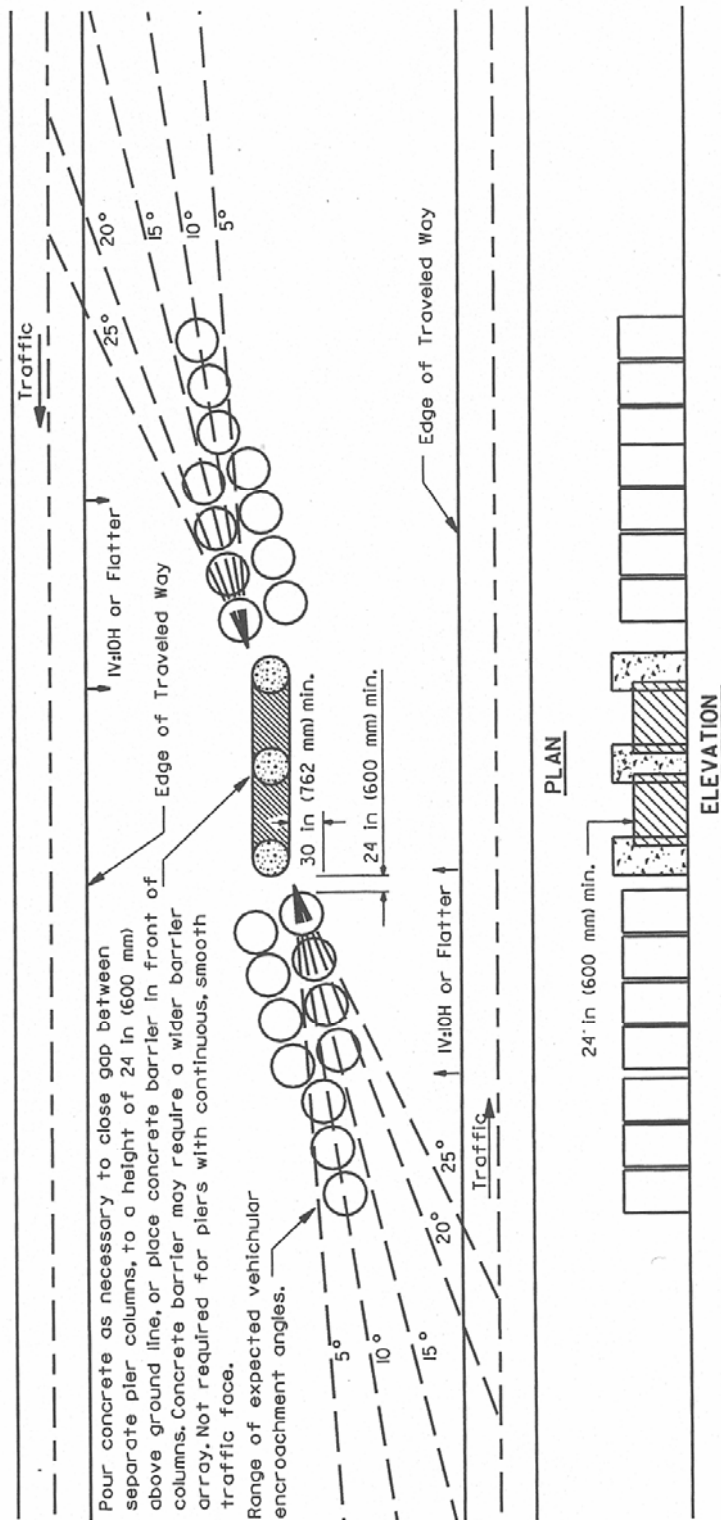 Pour concrete as necessary to close gap between
separate pier columns, to a height of 24 in (600 mm)
above ground line, or place concrete barrier in front of
columns. Concrete barrier may require a wider barrier
array. Not required for piers with continuous, smooth
traffic face.
Range of expected vehichular
encroachment angles.
Traffic
Edge of Traveled Way
1V:10H or Flatter
25°
20°
15°
10°
5°
30 in (762 mm) min.
24 in (600 mm) min.
5°
10°
15°
20°
25°
1V:10H or Flatter
Traffic
Edge of Traveled Way
PLAN
24" in (600 mm) min.
ELEVATION